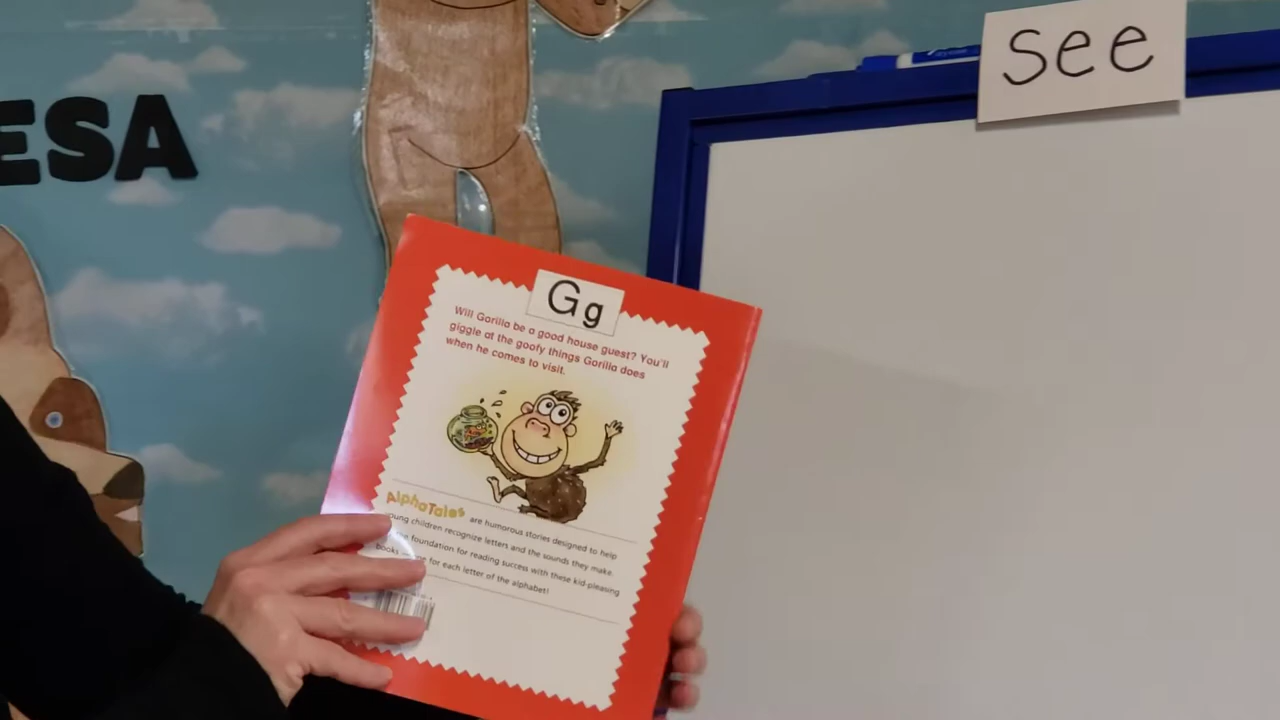 see
ESA
Gg
Will Gorilla be a good house guest? You'll
giggle at the goofy things Gorilla does
when he comes to visit.
AlphaTales are humorous stories designed to help
young children recognize letters and the sounds they make.
foundation for reading success with these kid-pleasing
books for each letter of the alphabet!